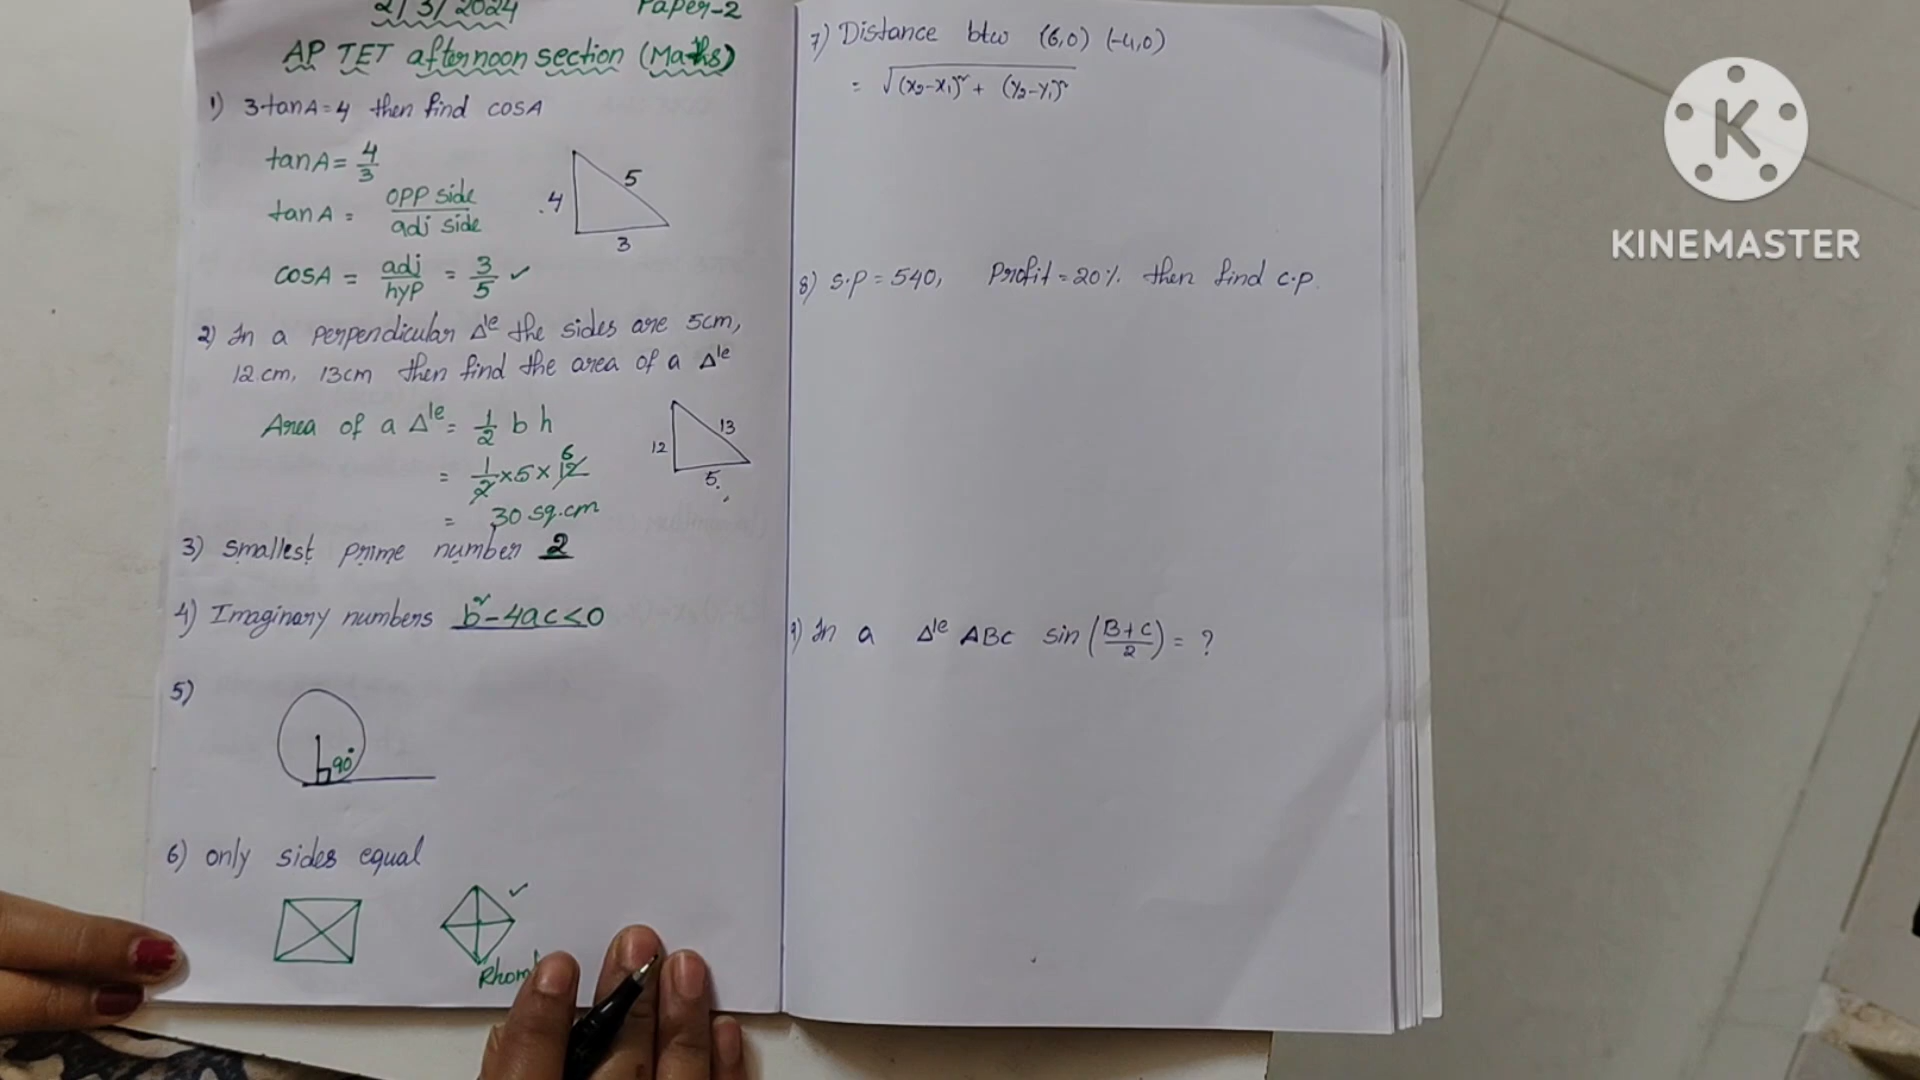 2/3/2024 Paper-2
AP TET afternoon section (Maths)
1) 3tanA=4 then find cosA
tanA= 4/3
tanA = opp side/adj side
4 5 3
cosA = adj/hyp = 3/5 ✓
2) In a perpendicular Δle the sides are 5cm,
12cm, 13cm then find the area of a Δle
Area of a Δle= 1/2 b h
12 13 5
= 1/2 ×5×12 6
= 30 sq.cm
3) smallest prime number 2
4) Imaginary numbers b²-4ac<0
5)
90°
6) only sides equal
✓
7) Distance btw (6,0) (-4,0)
= √(x₂-x₁)² + (y₂-y₁)²
8) S.P = 540, Profit = 20% then find c.p.
9) In a Δle ABC sin(B+C/2) = ?
K
KINEMASTER